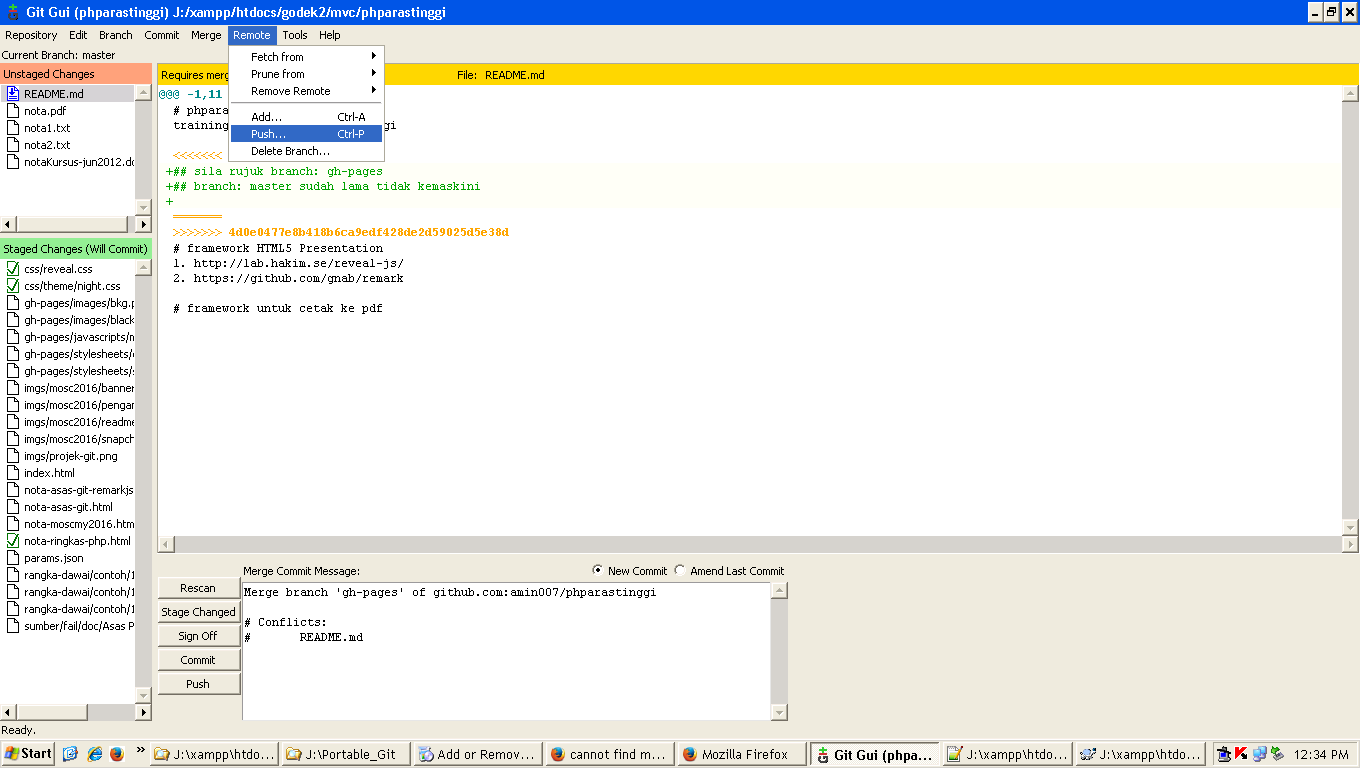 Git Gui (phparastinggi) J:/xampp/htdocs/godek2/mvc/phparastinggi
Repository Edit Branch Commit Merge Remote Tools Help
Current Branch: master
Unstaged Changes
README.md
nota.pdf
nota1.txt
nota2.txt
notaKursus-jun2012.do
Staged Changes (Will Commit)
css/reveal.css
css/theme/night.css
gh-pages/images/bkg.p
gh-pages/images/black
gh-pages/javascripts/m
gh-pages/stylesheets/
gh-pages/stylesheets/s
imgs/mosc2016/banner
imgs/mosc2016/pengar
imgs/mosc2016/readme
imgs/mosc2016/snapch
imgs/projek-git.png
index.html
nota-asas-git-remarkjs
nota-asas-git.html
nota-moscmy2016.htm
nota-ringkas-php.html
params.json
rangka-dawai/contoh/1
rangka-dawai/contoh/1
rangka-dawai/contoh/1
sumber/fail/doc/Asas P
Fetch from
Prune from
Remove Remote
Add... Ctrl-A
Push... Ctrl-P
Delete Branch...
Requires merg File: README.md
@@@ -1,11
# phpara
training gi
<<<<<<<
+## sila rujuk branch: gh-pages
+## branch: master sudah lama tidak kemaskini
+
=======
>>>>>>> 4d0e0477e8b418b6ca9edf428de2d59025d5e38d
# framework HTML5 Presentation
1. http://lab.hakim.se/reveal-js/
2. https://github.com/gnab/remark
# framework untuk cetak ke pdf
Merge Commit Message: New Commit Amend Last Commit
Rescan
Stage Changed
Sign Off
Commit
Push
Merge branch 'gh-pages' of github.com:amin007/phparastinggi
# Conflicts:
# README.md
Ready.
Start » J:\xampp\htdo... J:\Portable_Git Add or Remov... cannot find m... Mozilla Firefox Git Gui (phpa... J:\xampp\htdo... J:\xampp\htdo... 12:34 PM